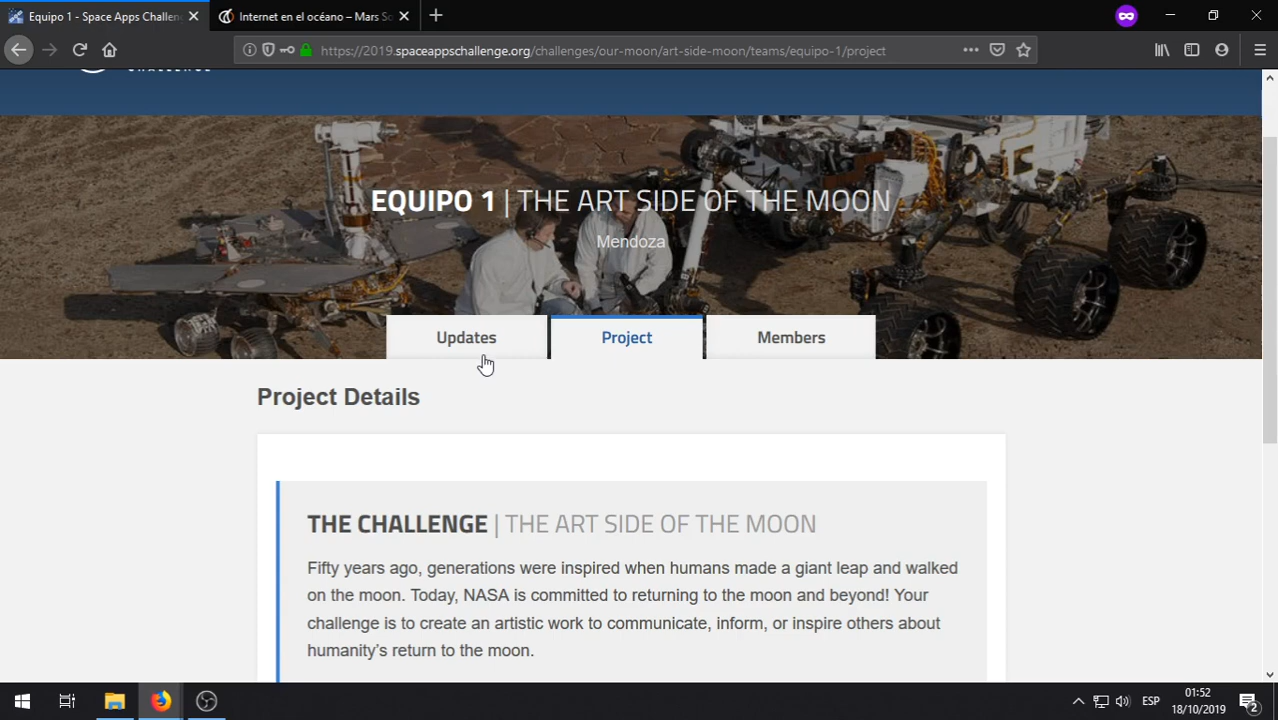 Equipo 1 - Space Apps Challeng
Internet en el océano – Mars So
https://2019.spaceappschallenge.org/challenges/our-moon/art-side-moon/teams/equipo-1/project
CHALLENGE
EQUIPO 1 | THE ART SIDE OF THE MOON
Mendoza
Updates
Project
Members
Project Details
THE CHALLENGE | THE ART SIDE OF THE MOON
Fifty years ago, generations were inspired when humans made a giant leap and walked
on the moon. Today, NASA is committed to returning to the moon and beyond! Your
challenge is to create an artistic work to communicate, inform, or inspire others about
humanity's return to the moon.
ESP
01:52
18/10/2019
2